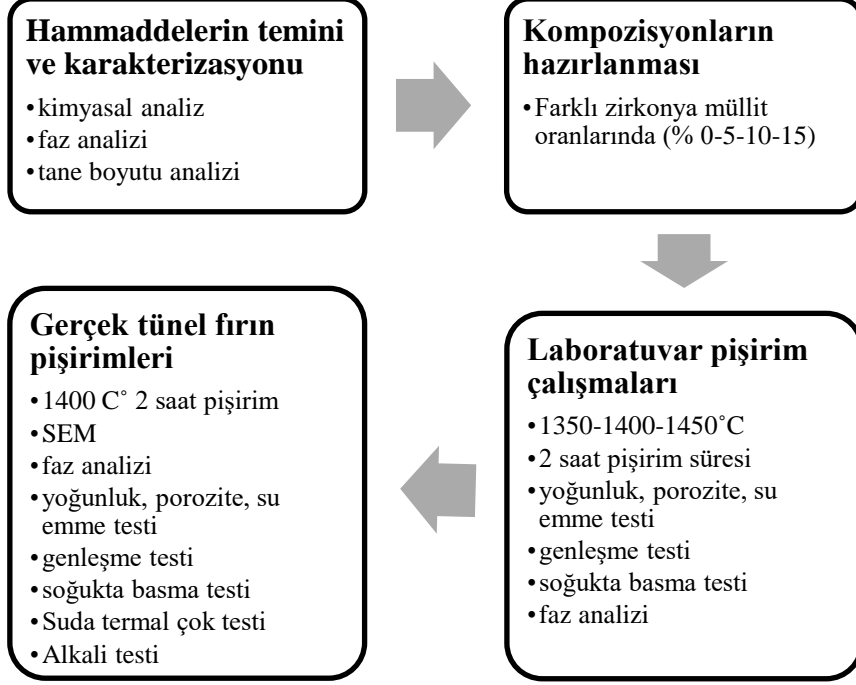 Hammaddelerin temini
ve karakterizasyonu
•kimyasal analiz
•faz analizi
•tane boyutu analizi
Kompozisyonların
hazırlanması
•Farklı zirkonya müllit
oranlarında (% 0-5-10-15)
Laboratuvar pişirim
çalışmaları
•1350-1400-1450˚C
•2 saat pişirim süresi
•yoğunluk, porozite, su
emme testi
•genleşme testi
•soğukta basma testi
•faz analizi
Gerçek tünel fırın
pişirimleri
•1400 C˚ 2 saat pişirim
•SEM
•faz analizi
•yoğunluk, porozite, su
emme testi
•genleşme testi
•soğukta basma testi
•Suda termal çok testi
•Alkali testi